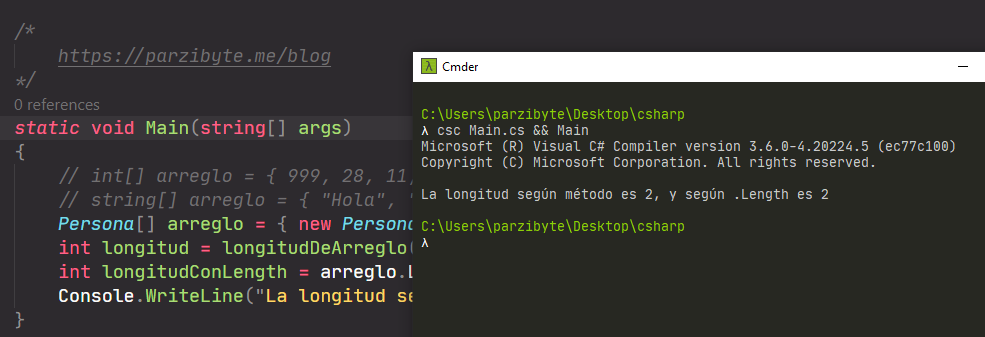 /*
https://parzibyte.me/blog
*/
0 references
static void Main(string[] args)
{
// int[] arreglo = { 999, 28, 11,
// string[] arreglo = { "Hola", "
Persona[] arreglo = { new Persona
int longitud = longitudDeArreglo(
int longitudConLength = arreglo.L
Console.WriteLine("La longitud se
}
λ Cmder
C:\Users\parzibyte\Desktop\csharp
λ csc Main.cs && Main
Microsoft (R) Visual C# Compiler version 3.6.0-4.20224.5 (ec77c100)
Copyright (C) Microsoft Corporation. All rights reserved.
La longitud según método es 2, y según .Length es 2
C:\Users\parzibyte\Desktop\csharp
λ